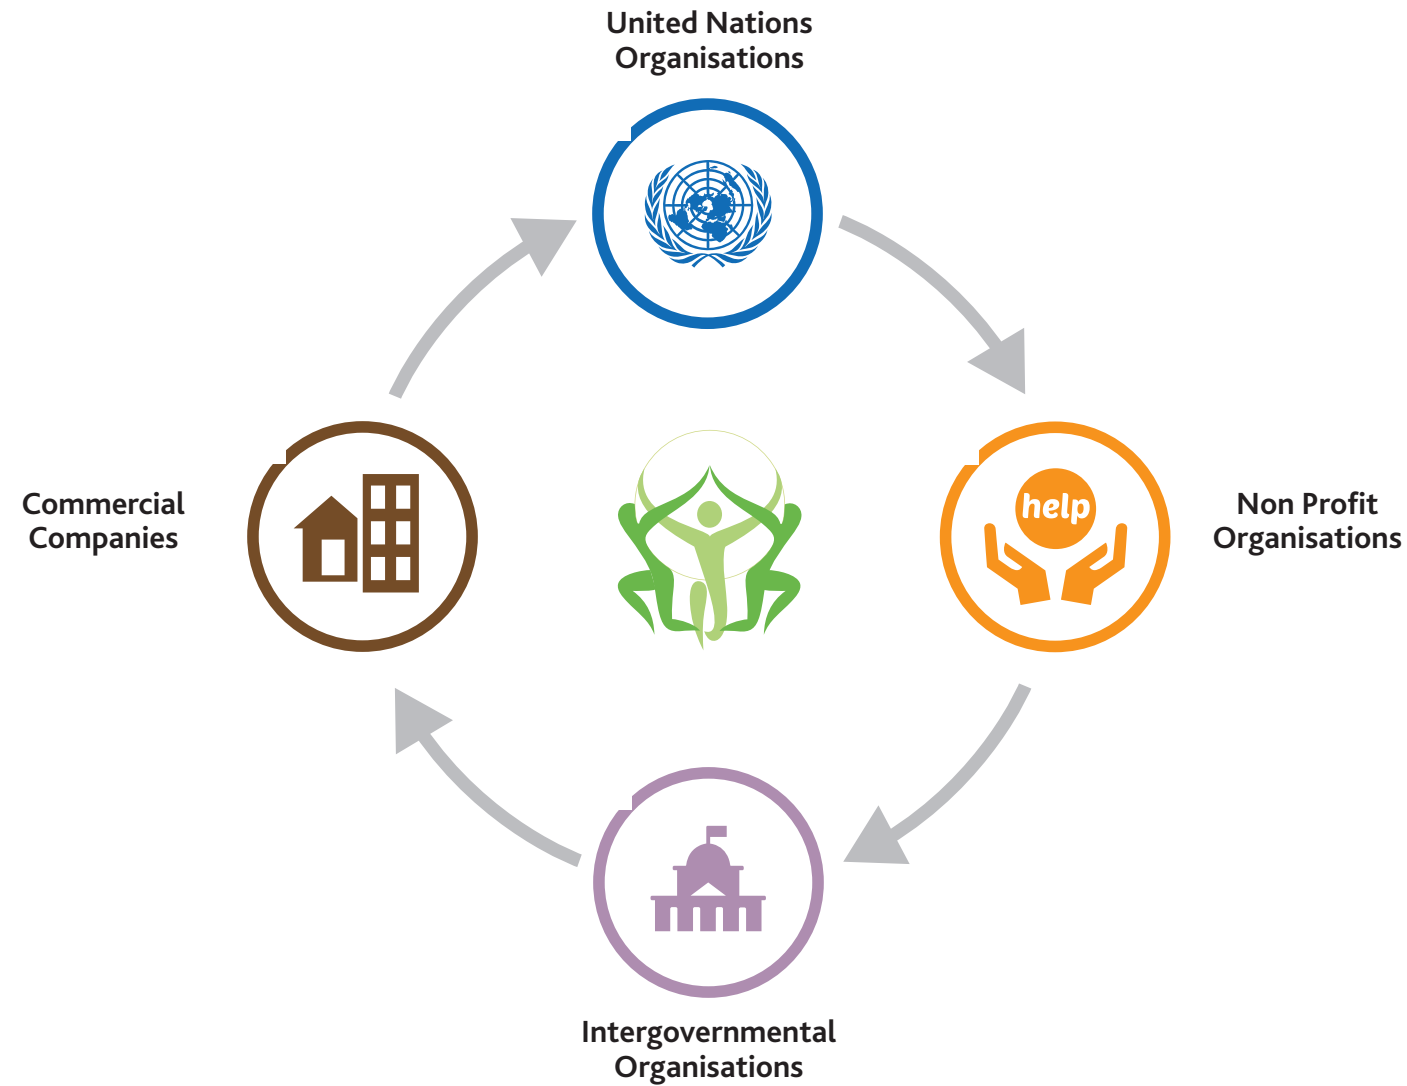 United Nations
Organisations
Commercial
Companies
help
Non Profit
Organisations
Intergovernmental
Organisations